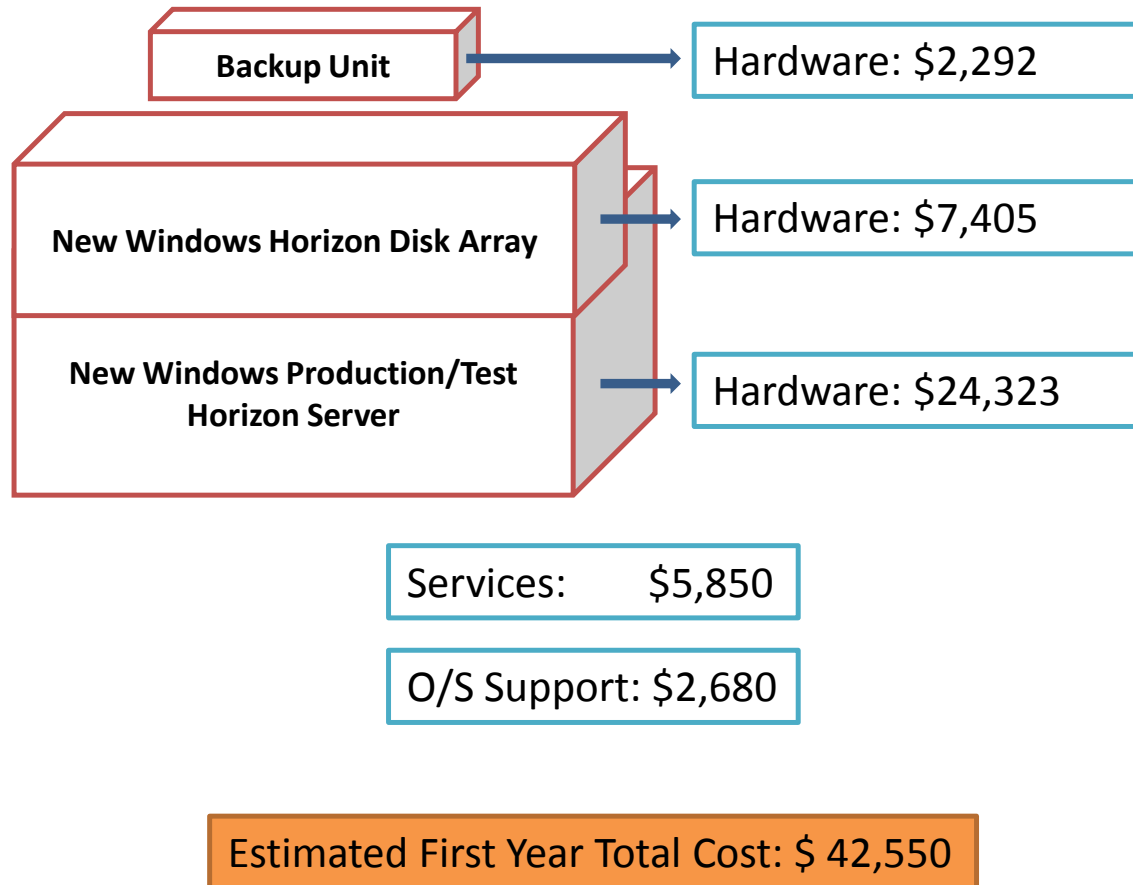 Backup Unit
Hardware: $2,292
New Windows Horizon Disk Array
Hardware: $7,405
New Windows Production/Test
Horizon Server
Hardware: $24,323
Services: $5,850
O/S Support: $2,680
Estimated First Year Total Cost: $ 42,550